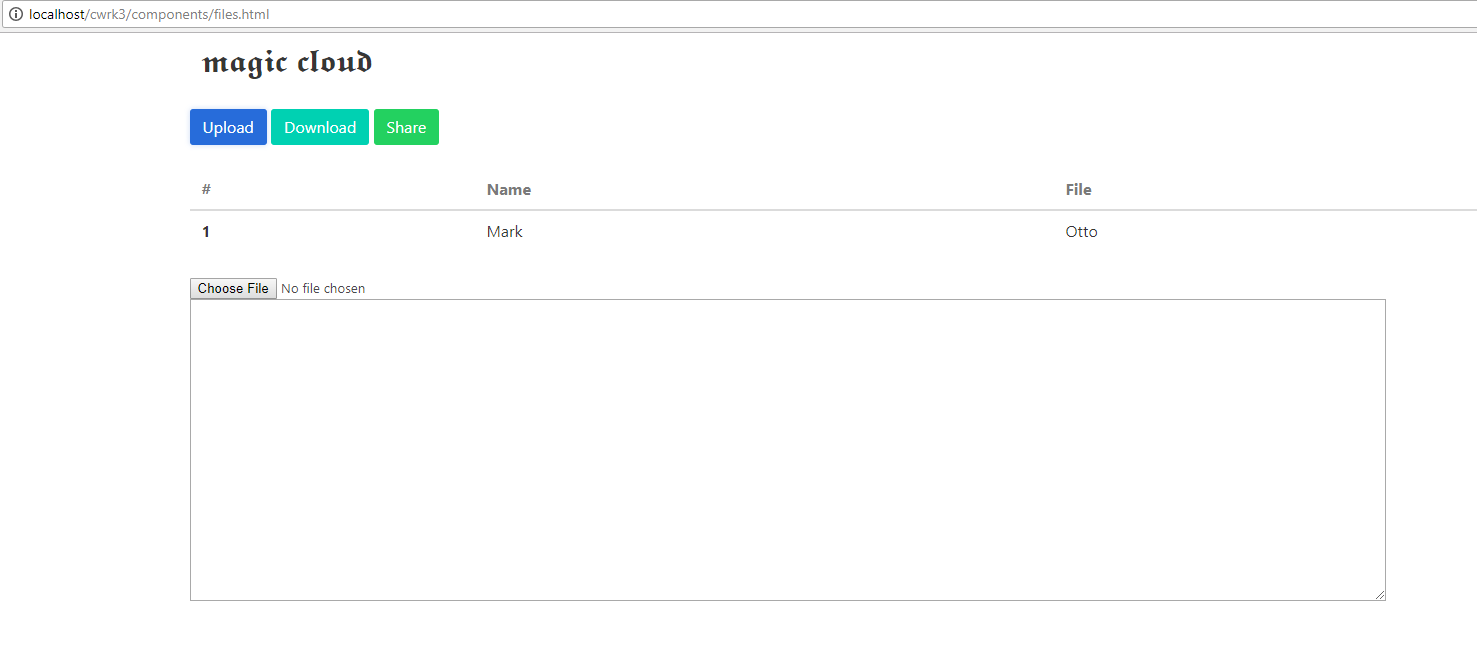 localhost/cwrk3/components/files.html
magic cloud
Upload Download Share
# Name File
1 Mark Otto
Choose File No file chosen